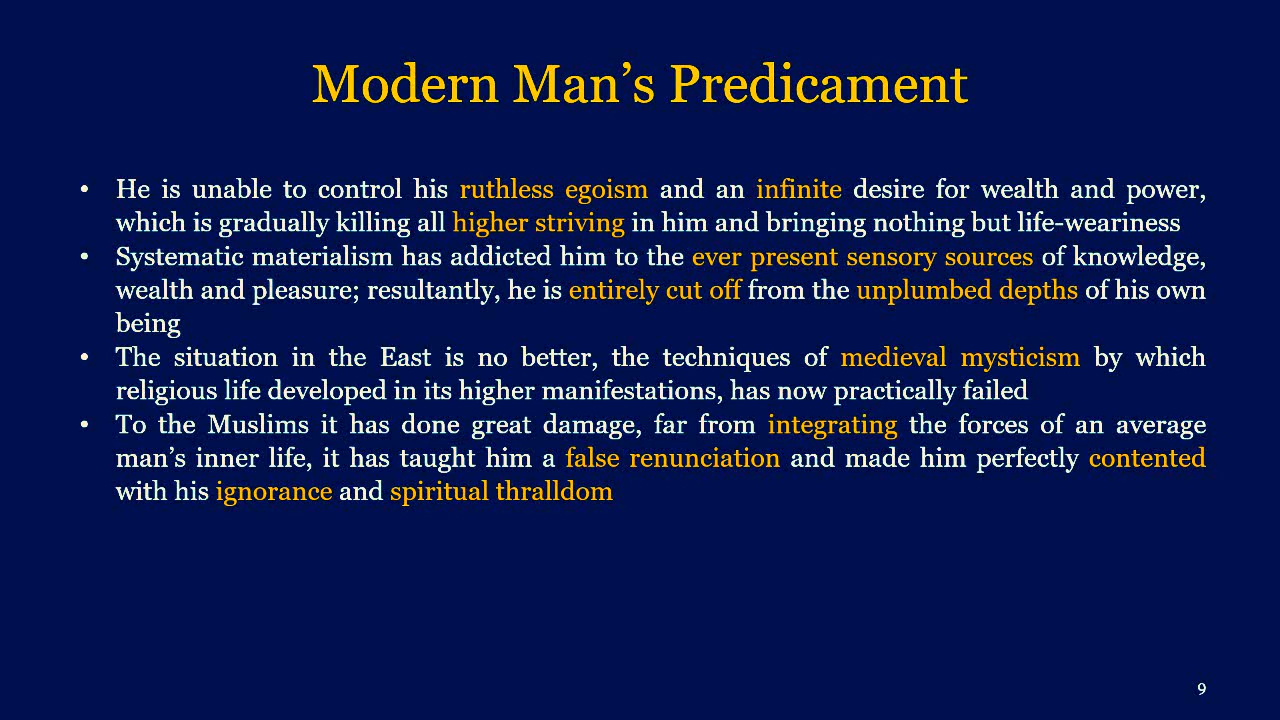 Modern Man’s Predicament
• He is unable to control his ruthless egoism and an infinite desire for wealth and power,
which is gradually killing all higher striving in him and bringing nothing but life-weariness
• Systematic materialism has addicted him to the ever present sensory sources of knowledge,
wealth and pleasure; resultantly, he is entirely cut off from the unplumbed depths of his own
being
• The situation in the East is no better, the techniques of medieval mysticism by which
religious life developed in its higher manifestations, has now practically failed
• To the Muslims it has done great damage, far from integrating the forces of an average
man’s inner life, it has taught him a false renunciation and made him perfectly contented
with his ignorance and spiritual thralldom
9